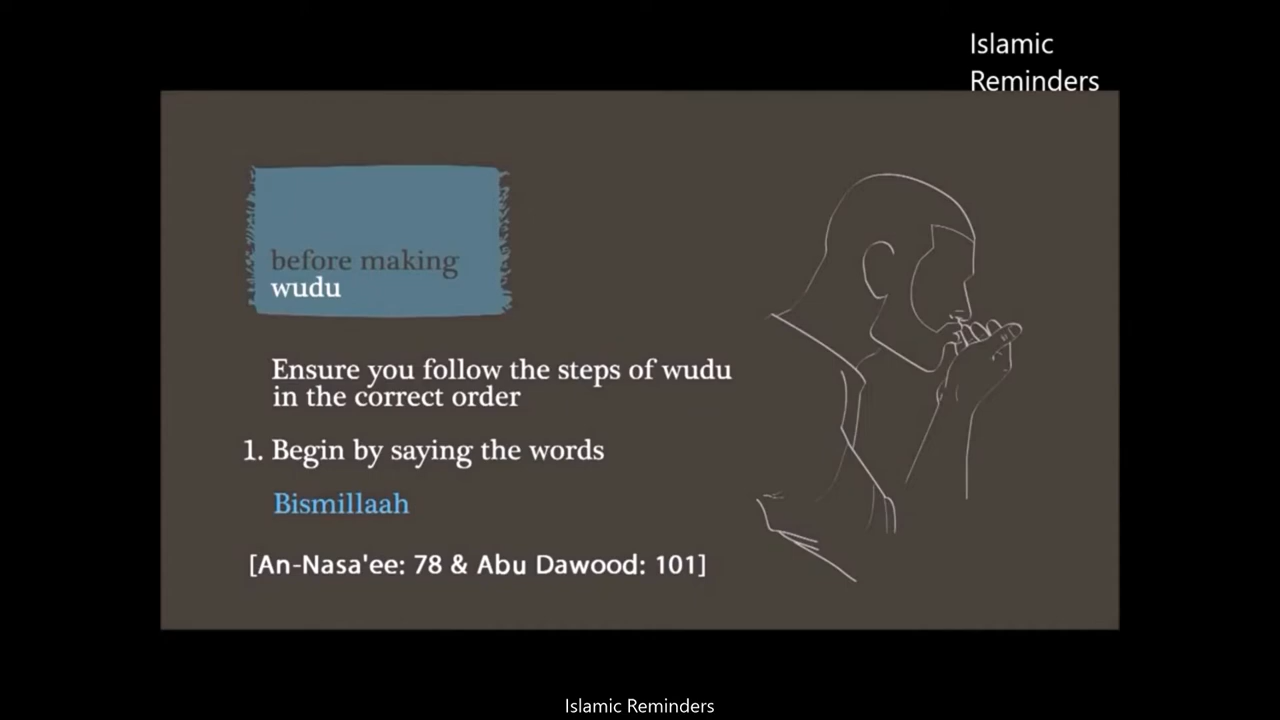 Islamic
Reminders
before making
wudu
Ensure you follow the steps of wudu
in the correct order
1. Begin by saying the words
Bismillaah
[An-Nasa'ee: 78 & Abu Dawood: 101]
Islamic Reminders